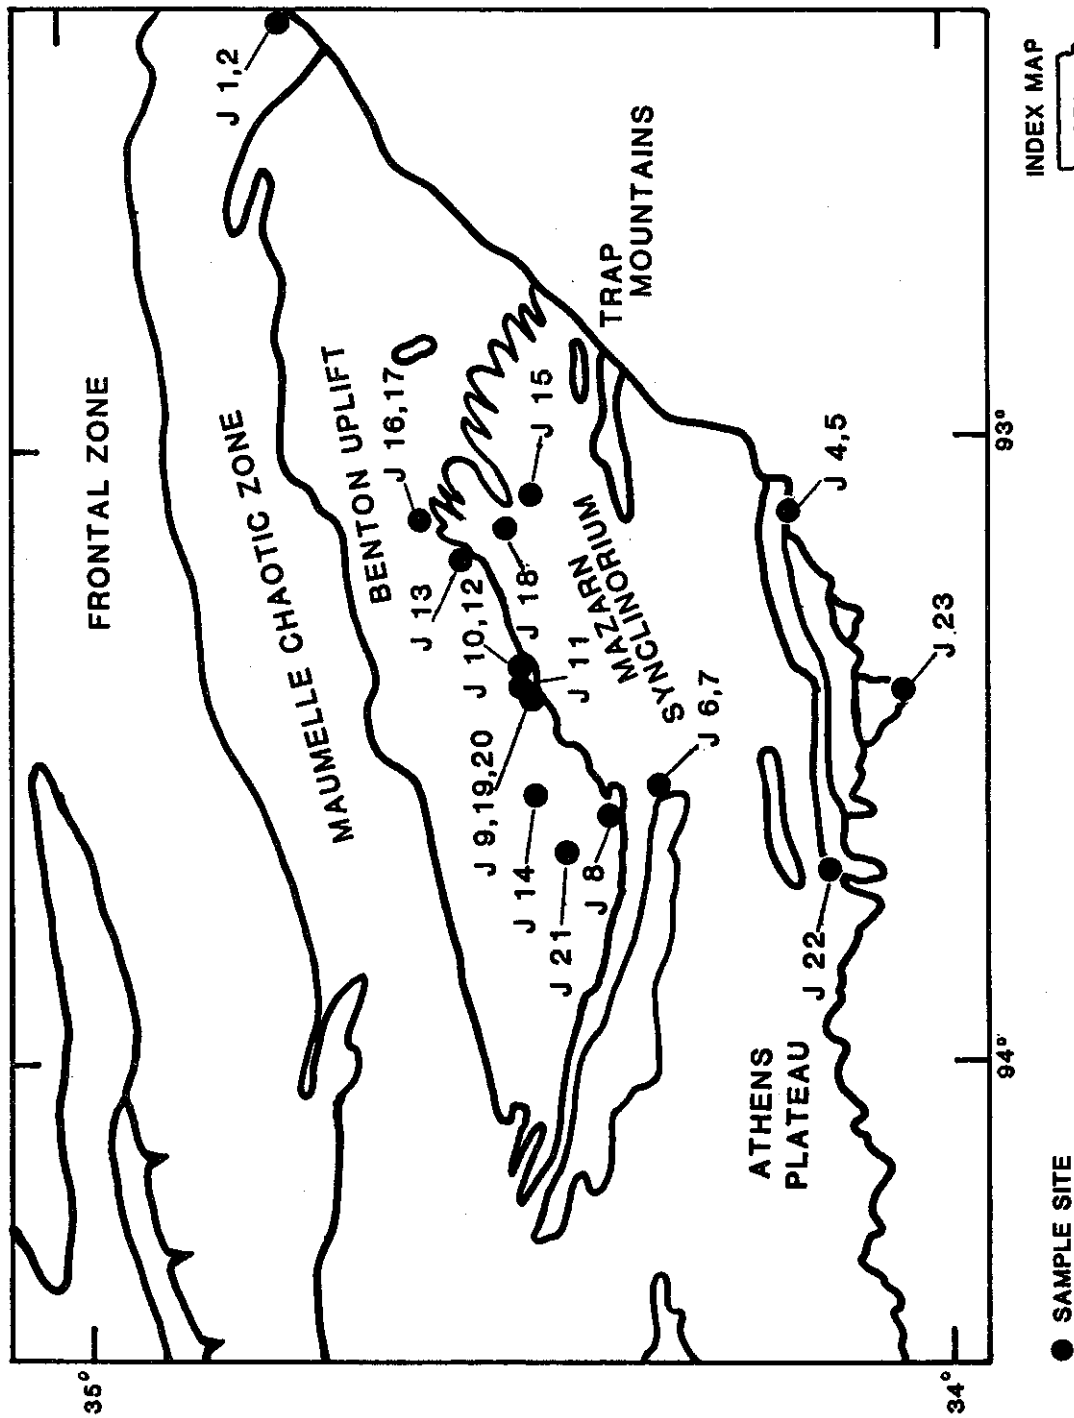 FRONTAL ZONE
MAUMELLE CHAOTIC ZONE
BENTON UPLIFT
J 1,2
J 16,17
J 13
J 10,12
J 9,19,20
J 14
J 21
J 8
J 18
J 11
J 15
MAZARN
SYNCLINORIUM
J 6,7
TRAP
MOUNTAINS
J 4,5
J 23
J 22
ATHENS
PLATEAU
35°
34°
94°
93°
SAMPLE SITE
INDEX MAP